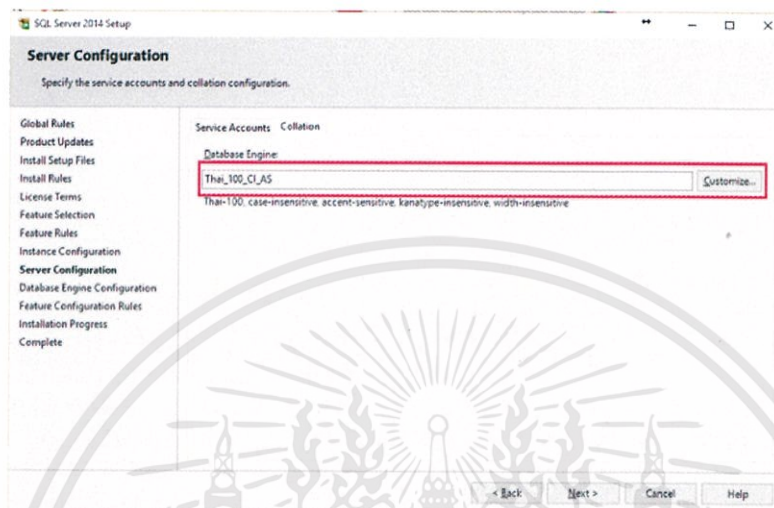 SQL Server 2014 Setup
Server Configuration
Specify the service accounts and collation configuration.
Global Rules
Product Updates
Install Setup Files
Install Rules
License Terms
Feature Selection
Feature Rules
Instance Configuration
Server Configuration
Database Engine Configuration
Feature Configuration Rules
Installation Progress
Complete
Service Accounts Collation
Database Engine:
Thai_100_CI_AS
Customize...
Thai-100, case-insensitive, accent-sensitive, kanatype-insensitive, width-insensitive
< Back Next > Cancel Help